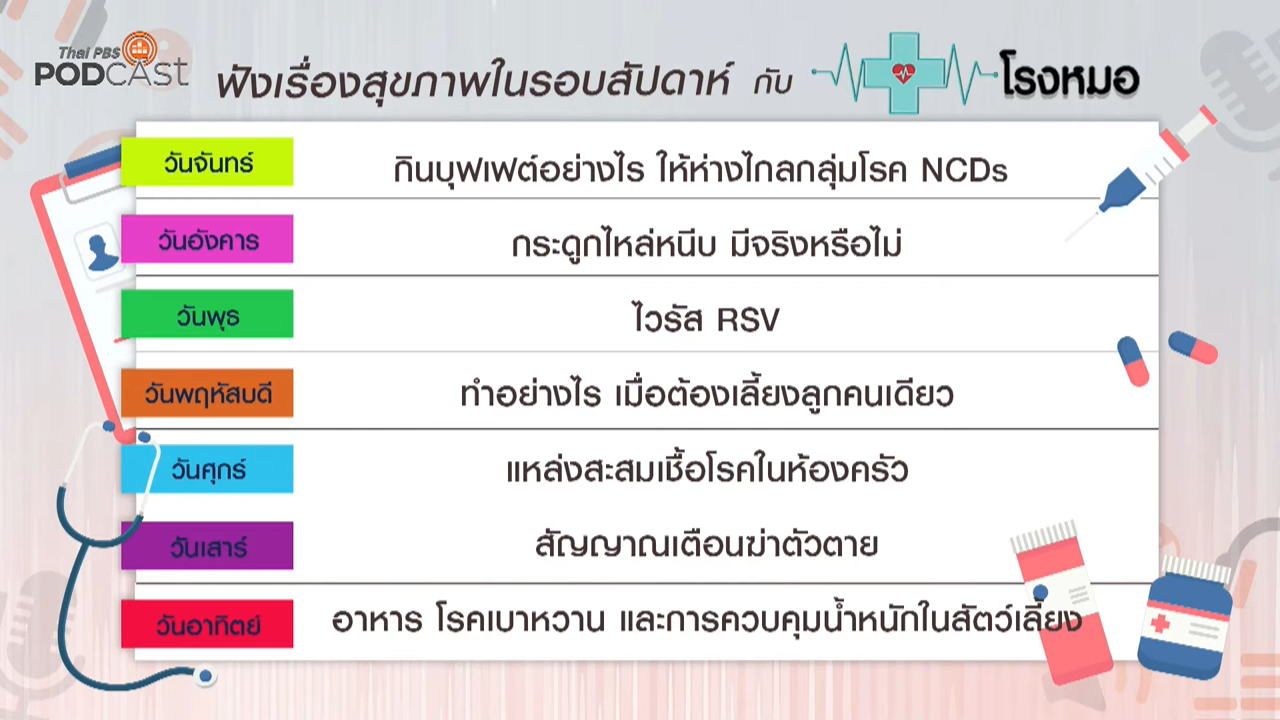 Thai PBS
PODCAST
ฟังเรื่องสุขภาพในรอบสัปดาห์ กับ โรงหมอ
วันจันทร์ กินบุฟเฟต์อย่างไร ให้ห่างไกลกลุ่มโรค NCDs
วันอังคาร กระดูกไหล่หนีบ มีจริงหรือไม่
วันพุธ ไวรัส RSV
วันพฤหัสบดี ทำอย่างไร เมื่อต้องเลี้ยงลูกคนเดียว
วันศุกร์ แหล่งสะสมเชื้อโรคในห้องครัว
วันเสาร์ สัญญาณเตือนฆ่าตัวตาย
วันอาทิตย์ อาหาร โรคเบาหวาน และการควบคุมน้ำหนักในสัตว์เลี้ยง